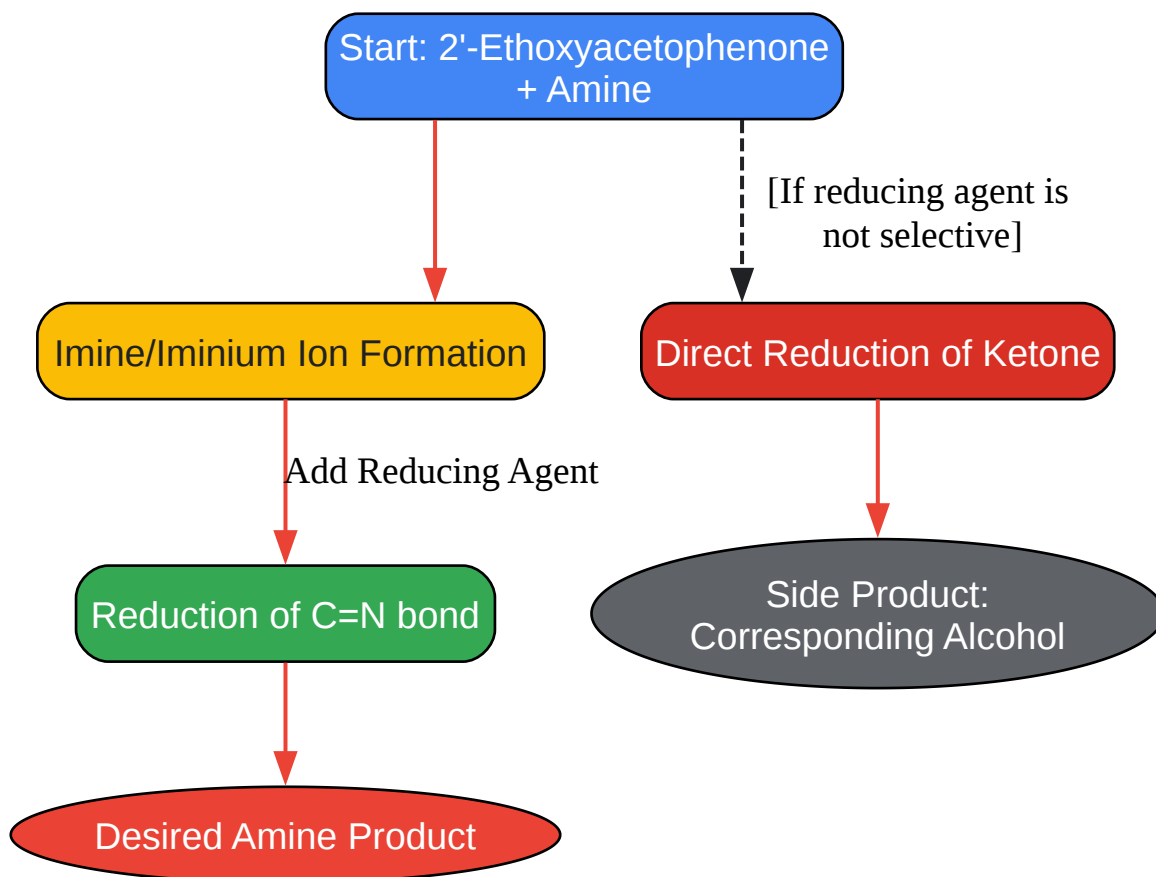 Start: 2'-Ethoxyacetophenone
+ Amine
[If reducing agent is
not selective]
Imine/Iminium Ion Formation
Direct Reduction of Ketone
Add Reducing Agent
Reduction of C=N bond
Side Product:
Corresponding Alcohol
Desired Amine Product